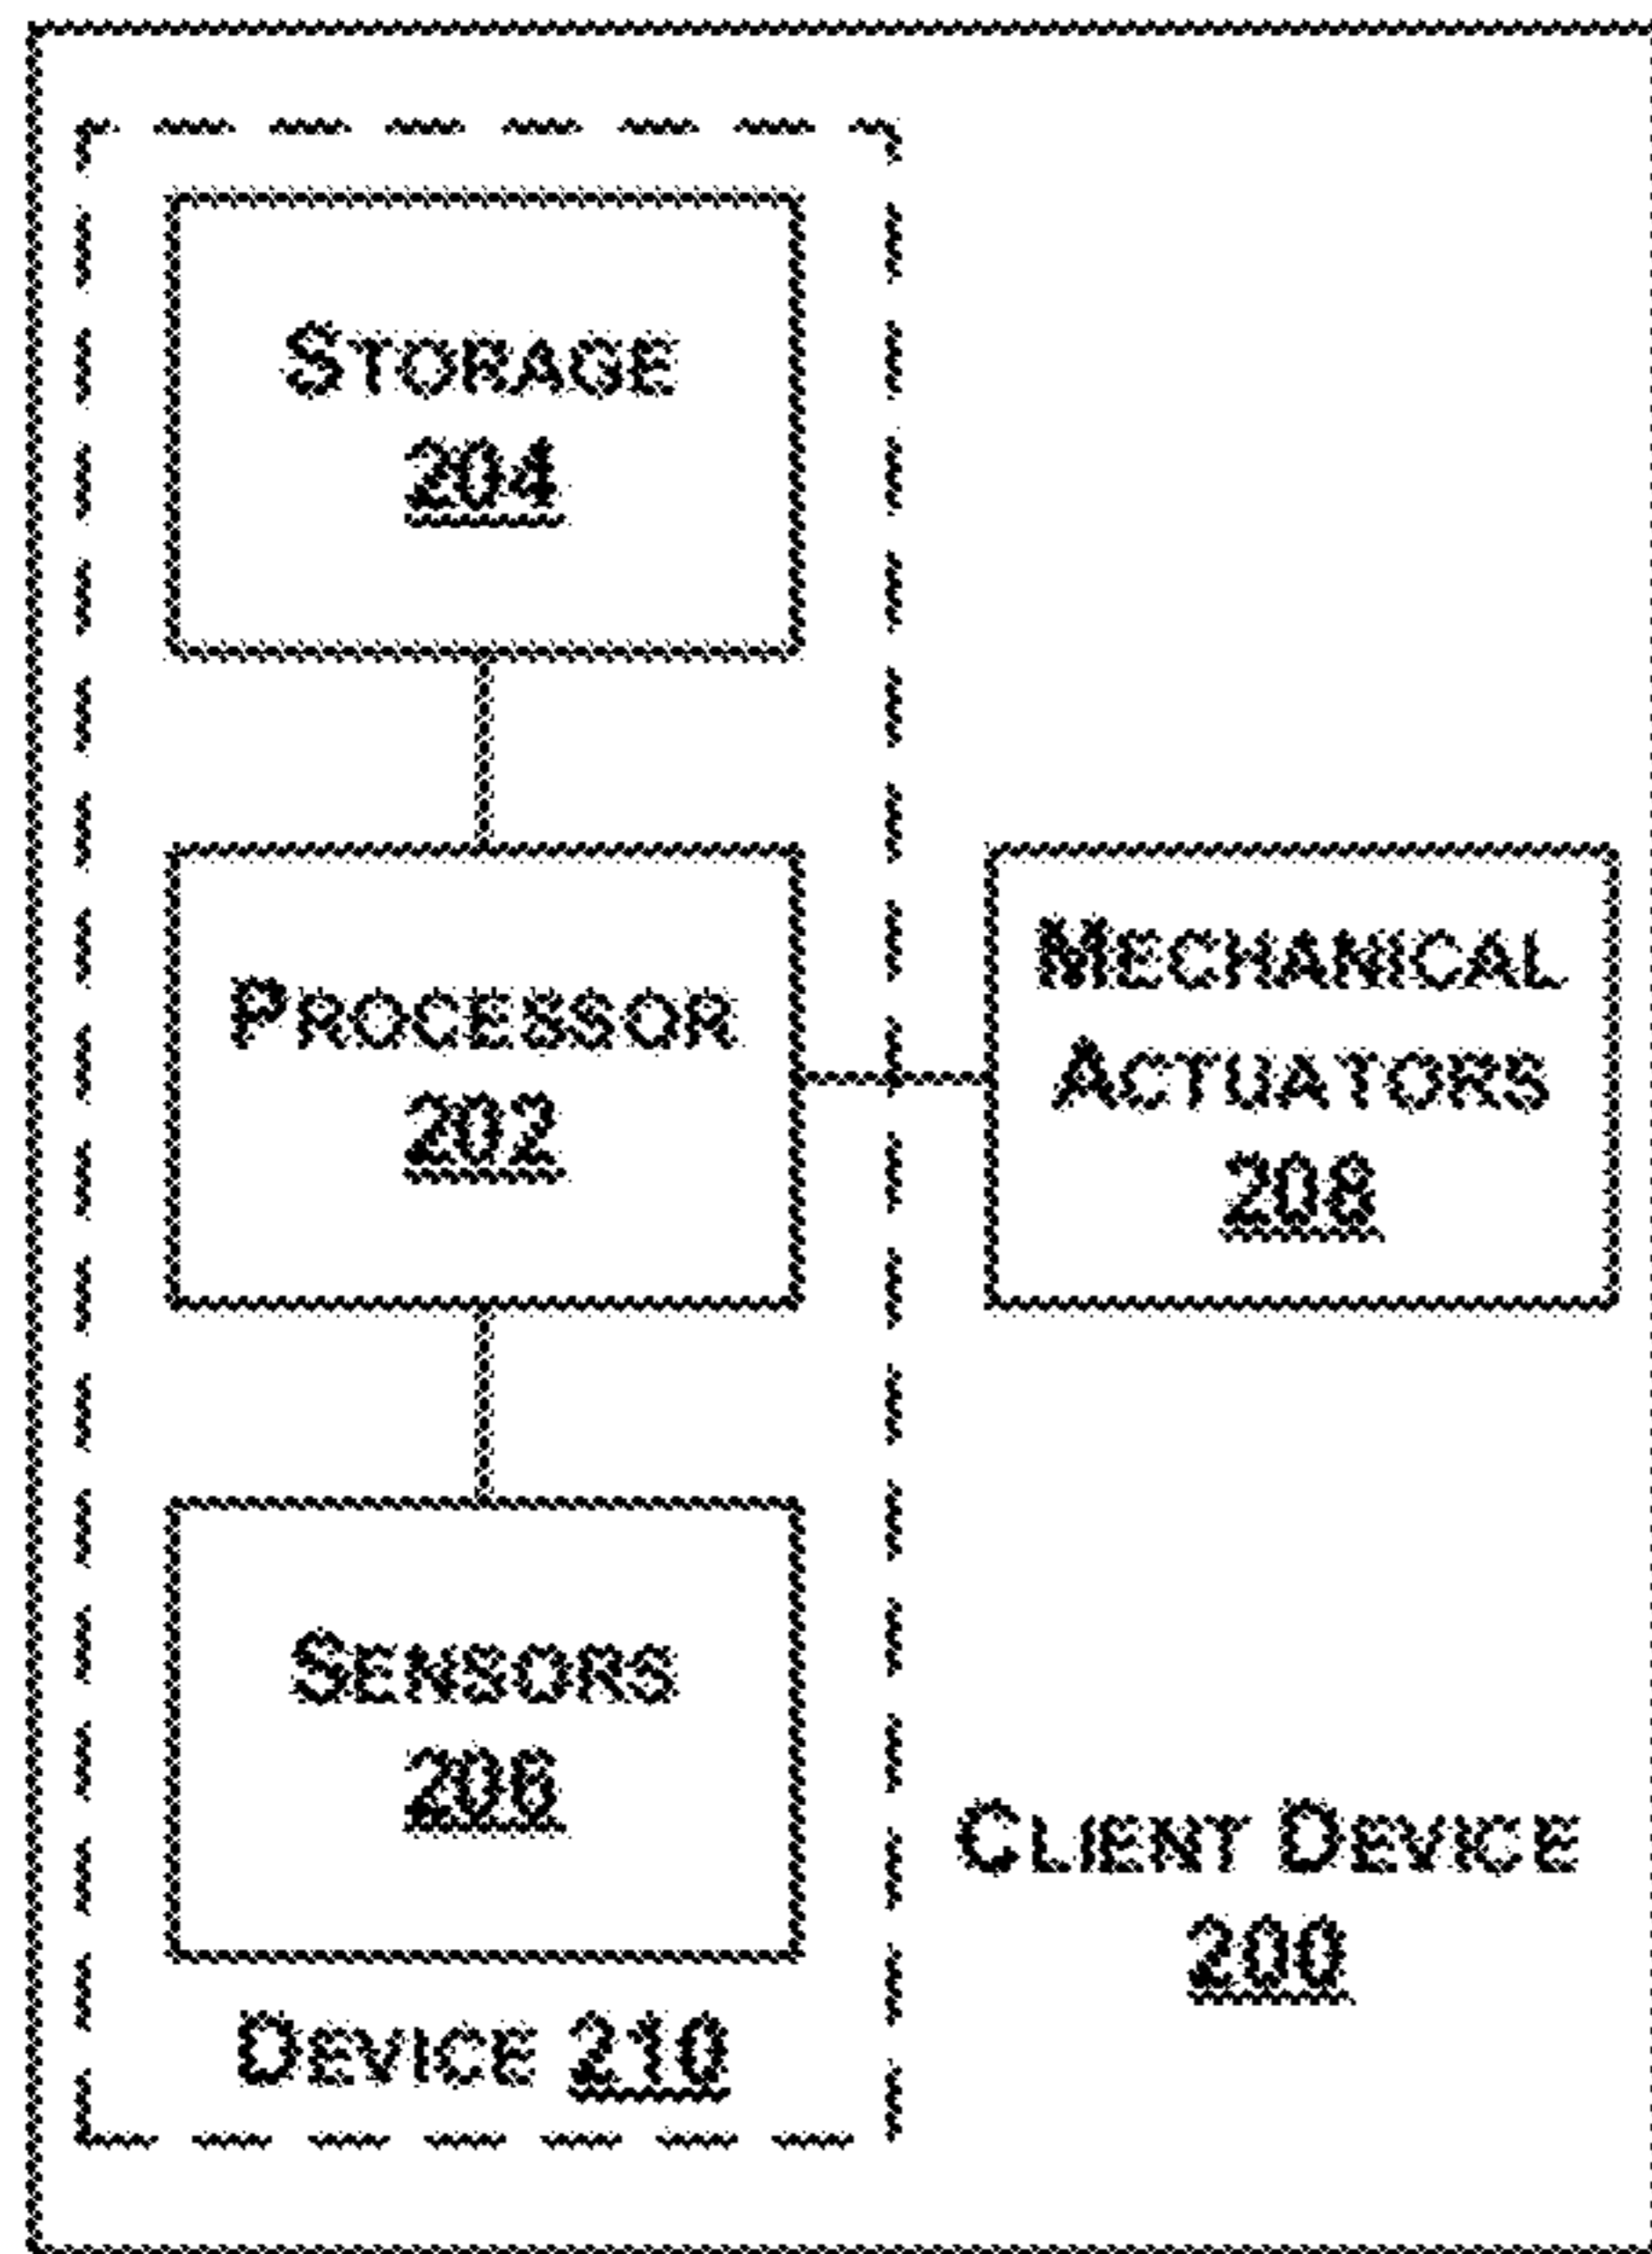 STORAGE
204
PROCESSOR
202
MECHANICAL
ACTUATORS
208
SENSORS
206
CLIENT DEVICE
200
DEVICE 210